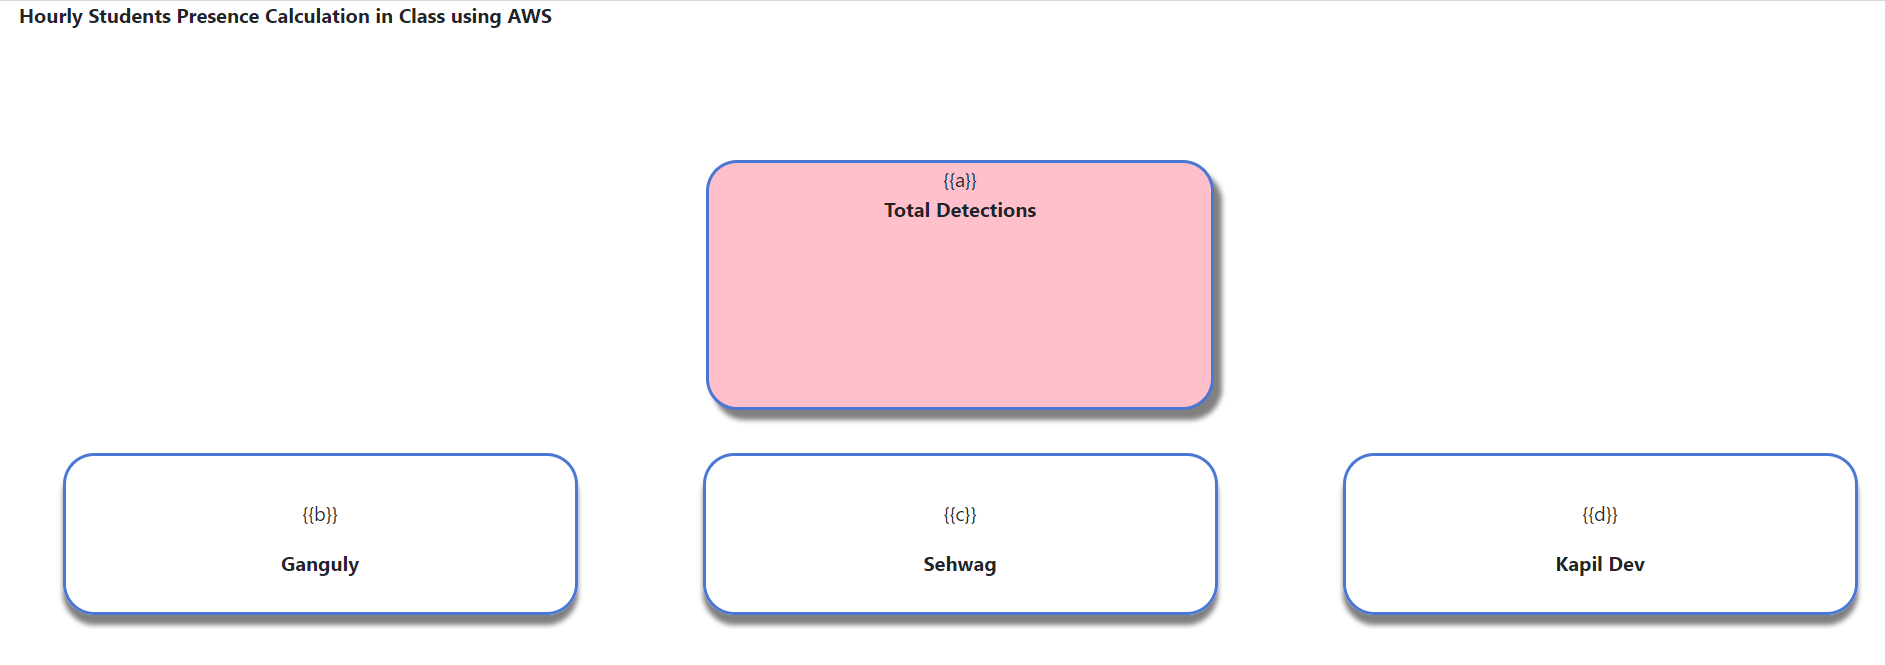 Hourly Students Presence Calculation in Class using AWS
{{a}}
Total Detections
{{b}}
Ganguly
{{c}}
Sehwag
{{d}}
Kapil Dev